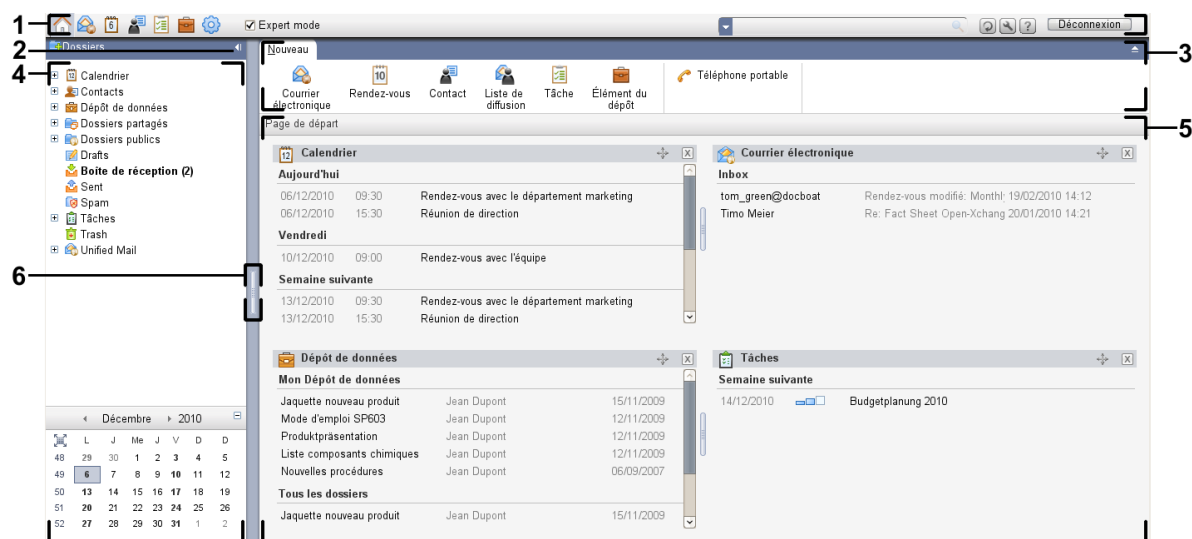 1
6
Expert mode
Déconnexion
2
Dossiers
Nouveau
3
4
Calendrier
Contacts
Dépôt de données
Dossiers partagés
Dossiers publics
Drafts
Boîte de réception (2)
Sent
Spam
Tâches
Trash
Unified Mail
Courrier électronique
10
Rendez-vous
Contact
Liste de diffusion
Tâche
Élément du dépôt
Téléphone portable
5
Page de départ
12
Calendrier
Aujourd'hui
06/12/2010 09:30 Rendez-vous avec le département marketing
06/12/2010 15:30 Réunion de direction
Vendredi
10/12/2010 09:00 Rendez-vous avec l'équipe
Semaine suivante
13/12/2010 09:30 Rendez-vous avec le département marketing
13/12/2010 15:30 Réunion de direction
Courrier électronique
Inbox
tom_green@docboat Rendez-vous modifié: Monthl 19/02/2010 14:12
Timo Meier Re: Fact Sheet Open-Xchang 20/01/2010 14:21
6
Dépôt de données
Mon Dépôt de données
Jaquette nouveau produit Jean Dupont 15/11/2009
Mode d'emploi SP603 Jean Dupont 12/11/2009
Produktpräsentation Jean Dupont 12/11/2009
Liste composants chimiques Jean Dupont 12/11/2009
Nouvelles procédures Jean Dupont 06/09/2007
Tous les dossiers
Jaquette nouveau produit Jean Dupont 15/11/2009
Tâches
Semaine suivante
14/12/2010 Budgetplanung 2010
Décembre 2010
L J Me J V D D
48 29 30 1 2 3 4 5
49 6 7 8 9 10 11 12
50 13 14 15 16 17 18 19
51 20 21 22 23 24 25 26
52 27 28 29 30 31 1 2